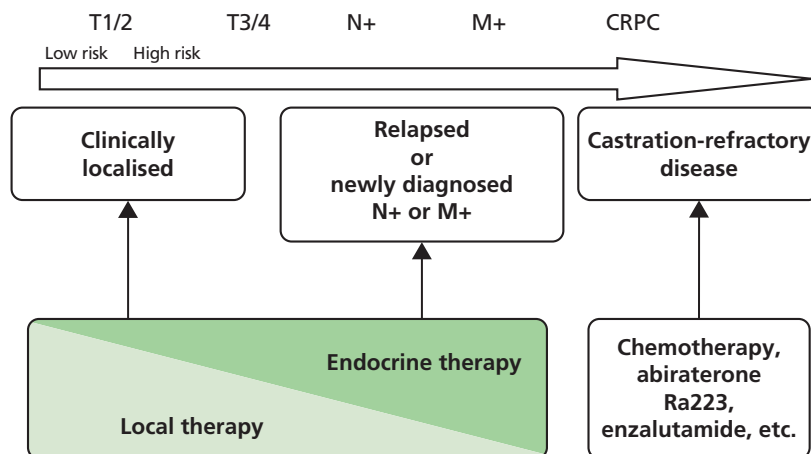 T1/2 T3/4 N+ M+ CRPC
Low risk High risk
Clinically
localised
Relapsed
or
newly diagnosed
N+ or M+
Castration-refractory
disease
Endocrine therapy
Local therapy
Chemotherapy,
abiraterone
Ra223,
enzalutamide, etc.